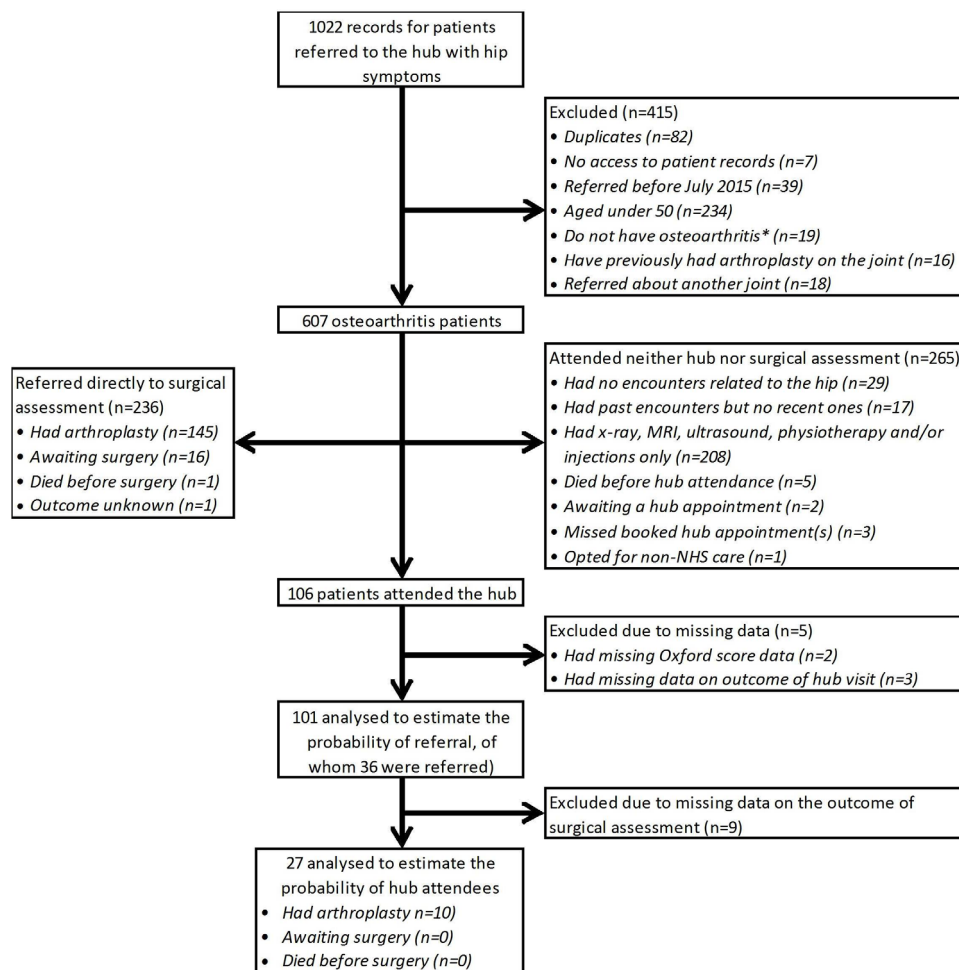 1022 records for patients
referred to the hub with hip
symptoms
Excluded (n=415)
• Duplicates (n=82)
• No access to patient records (n=7)
• Referred before July 2015 (n=39)
• Aged under 50 (n=234)
• Do not have osteoarthritis* (n=19)
• Have previously had arthroplasty on the joint (n=16)
• Referred about another joint (n=18)
607 osteoarthritis patients
Referred directly to surgical
assessment (n=236)
• Had arthroplasty (n=145)
• Awaiting surgery (n=16)
• Died before surgery (n=1)
• Outcome unknown (n=1)
Attended neither hub nor surgical assessment (n=265)
• Had no encounters related to the hip (n=29)
• Had past encounters but no recent ones (n=17)
• Had x-ray, MRI, ultrasound, physiotherapy and/or
injections only (n=208)
• Died before hub attendance (n=5)
• Awaiting a hub appointment (n=2)
• Missed booked hub appointment(s) (n=3)
• Opted for non-NHS care (n=1)
106 patients attended the hub
Excluded due to missing data (n=5)
• Had missing Oxford score data (n=2)
• Had missing data on outcome of hub visit (n=3)
101 analysed to estimate the
probability of referral, of
whom 36 were referred)
Excluded due to missing data on the outcome of
surgical assessment (n=9)
27 analysed to estimate the
probability of hub attendees
• Had arthroplasty n=10)
• Awaiting surgery (n=0)
• Died before surgery (n=0)